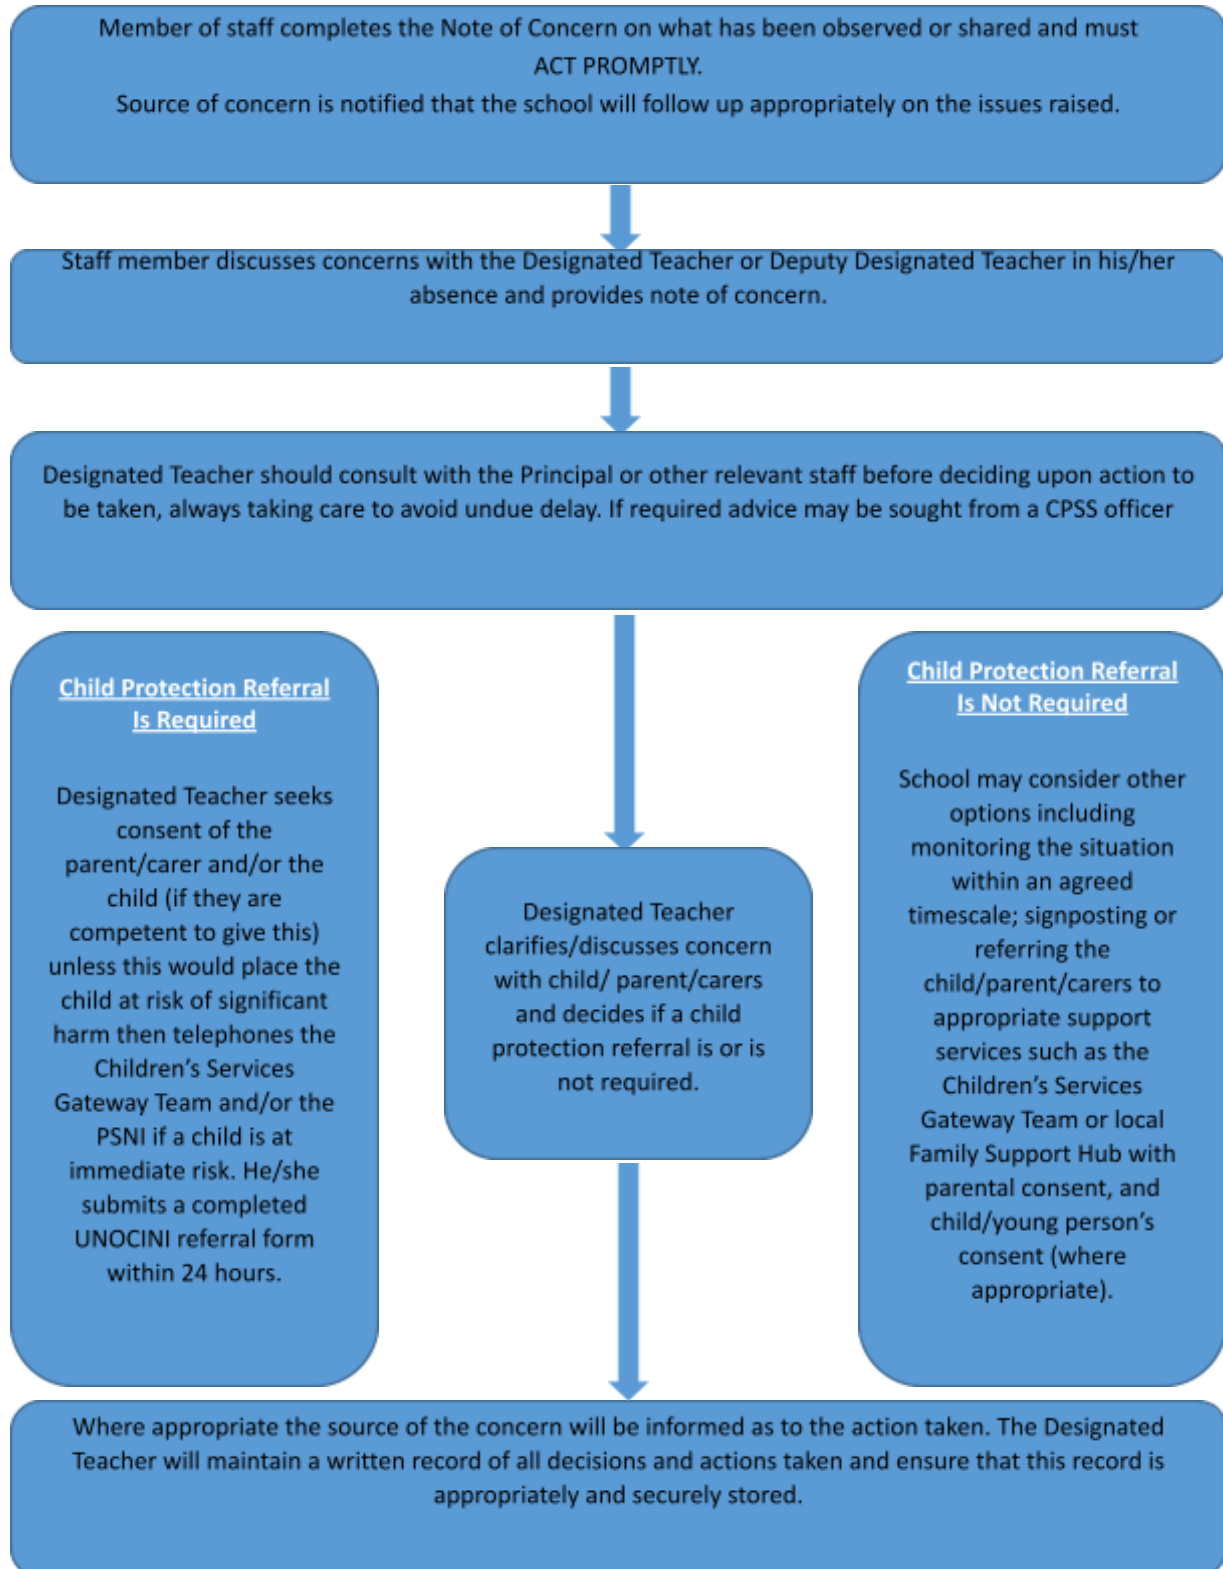 Member of staff completes the Note of Concern on what has been observed or shared and must
ACT PROMPTLY.
Source of concern is notified that the school will follow up appropriately on the issues raised.
Staff member discusses concerns with the Designated Teacher or Deputy Designated Teacher in his/her
absence and provides note of concern.
Designated Teacher should consult with the Principal or other relevant staff before deciding upon action to
be taken, always taking care to avoid undue delay. If required advice may be sought from a CPSS officer
Child Protection Referral
Is Required
Designated Teacher seeks
consent of the
parent/carer and/or the
child (if they are
competent to give this)
unless this would place the
child at risk of significant
harm then telephones the
Children's Services
Gateway Team and/or the
PSNI if a child is at
immediate risk. He/she
submits a completed
UNOCINI referral form
within 24 hours.
Designated Teacher
clarifies/discusses concern
with child/ parent/carers
and decides if a child
protection referral is or is
not required.
Child Protection Referral
Is Not Required
School may consider other
options including
monitoring the situation
within an agreed
timescale; signposting or
referring the
child/parent/carers to
appropriate support
services such as the
Children's Services
Gateway Team or local
Family Support Hub with
parental consent, and
child/young person's
consent (where
appropriate).
Where appropriate the source of the concern will be informed as to the action taken. The Designated
Teacher will maintain a written record of all decisions and actions taken and ensure that this record is
appropriately and securely stored.